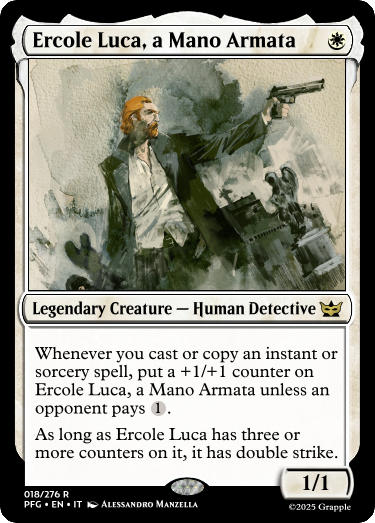 Ercole Luca, a Mano Armata
Legendary Creature — Human Detective
Whenever you cast or copy an instant or
sorcery spell, put a +1/+1 counter on
Ercole Luca, a Mano Armata unless an
opponent pays 1.
As long as Ercole Luca has three or
more counters on it, it has double strike.
1/1
018/276 R
PFG • EN • IT Alessandro Manzella
©2025 Grapple